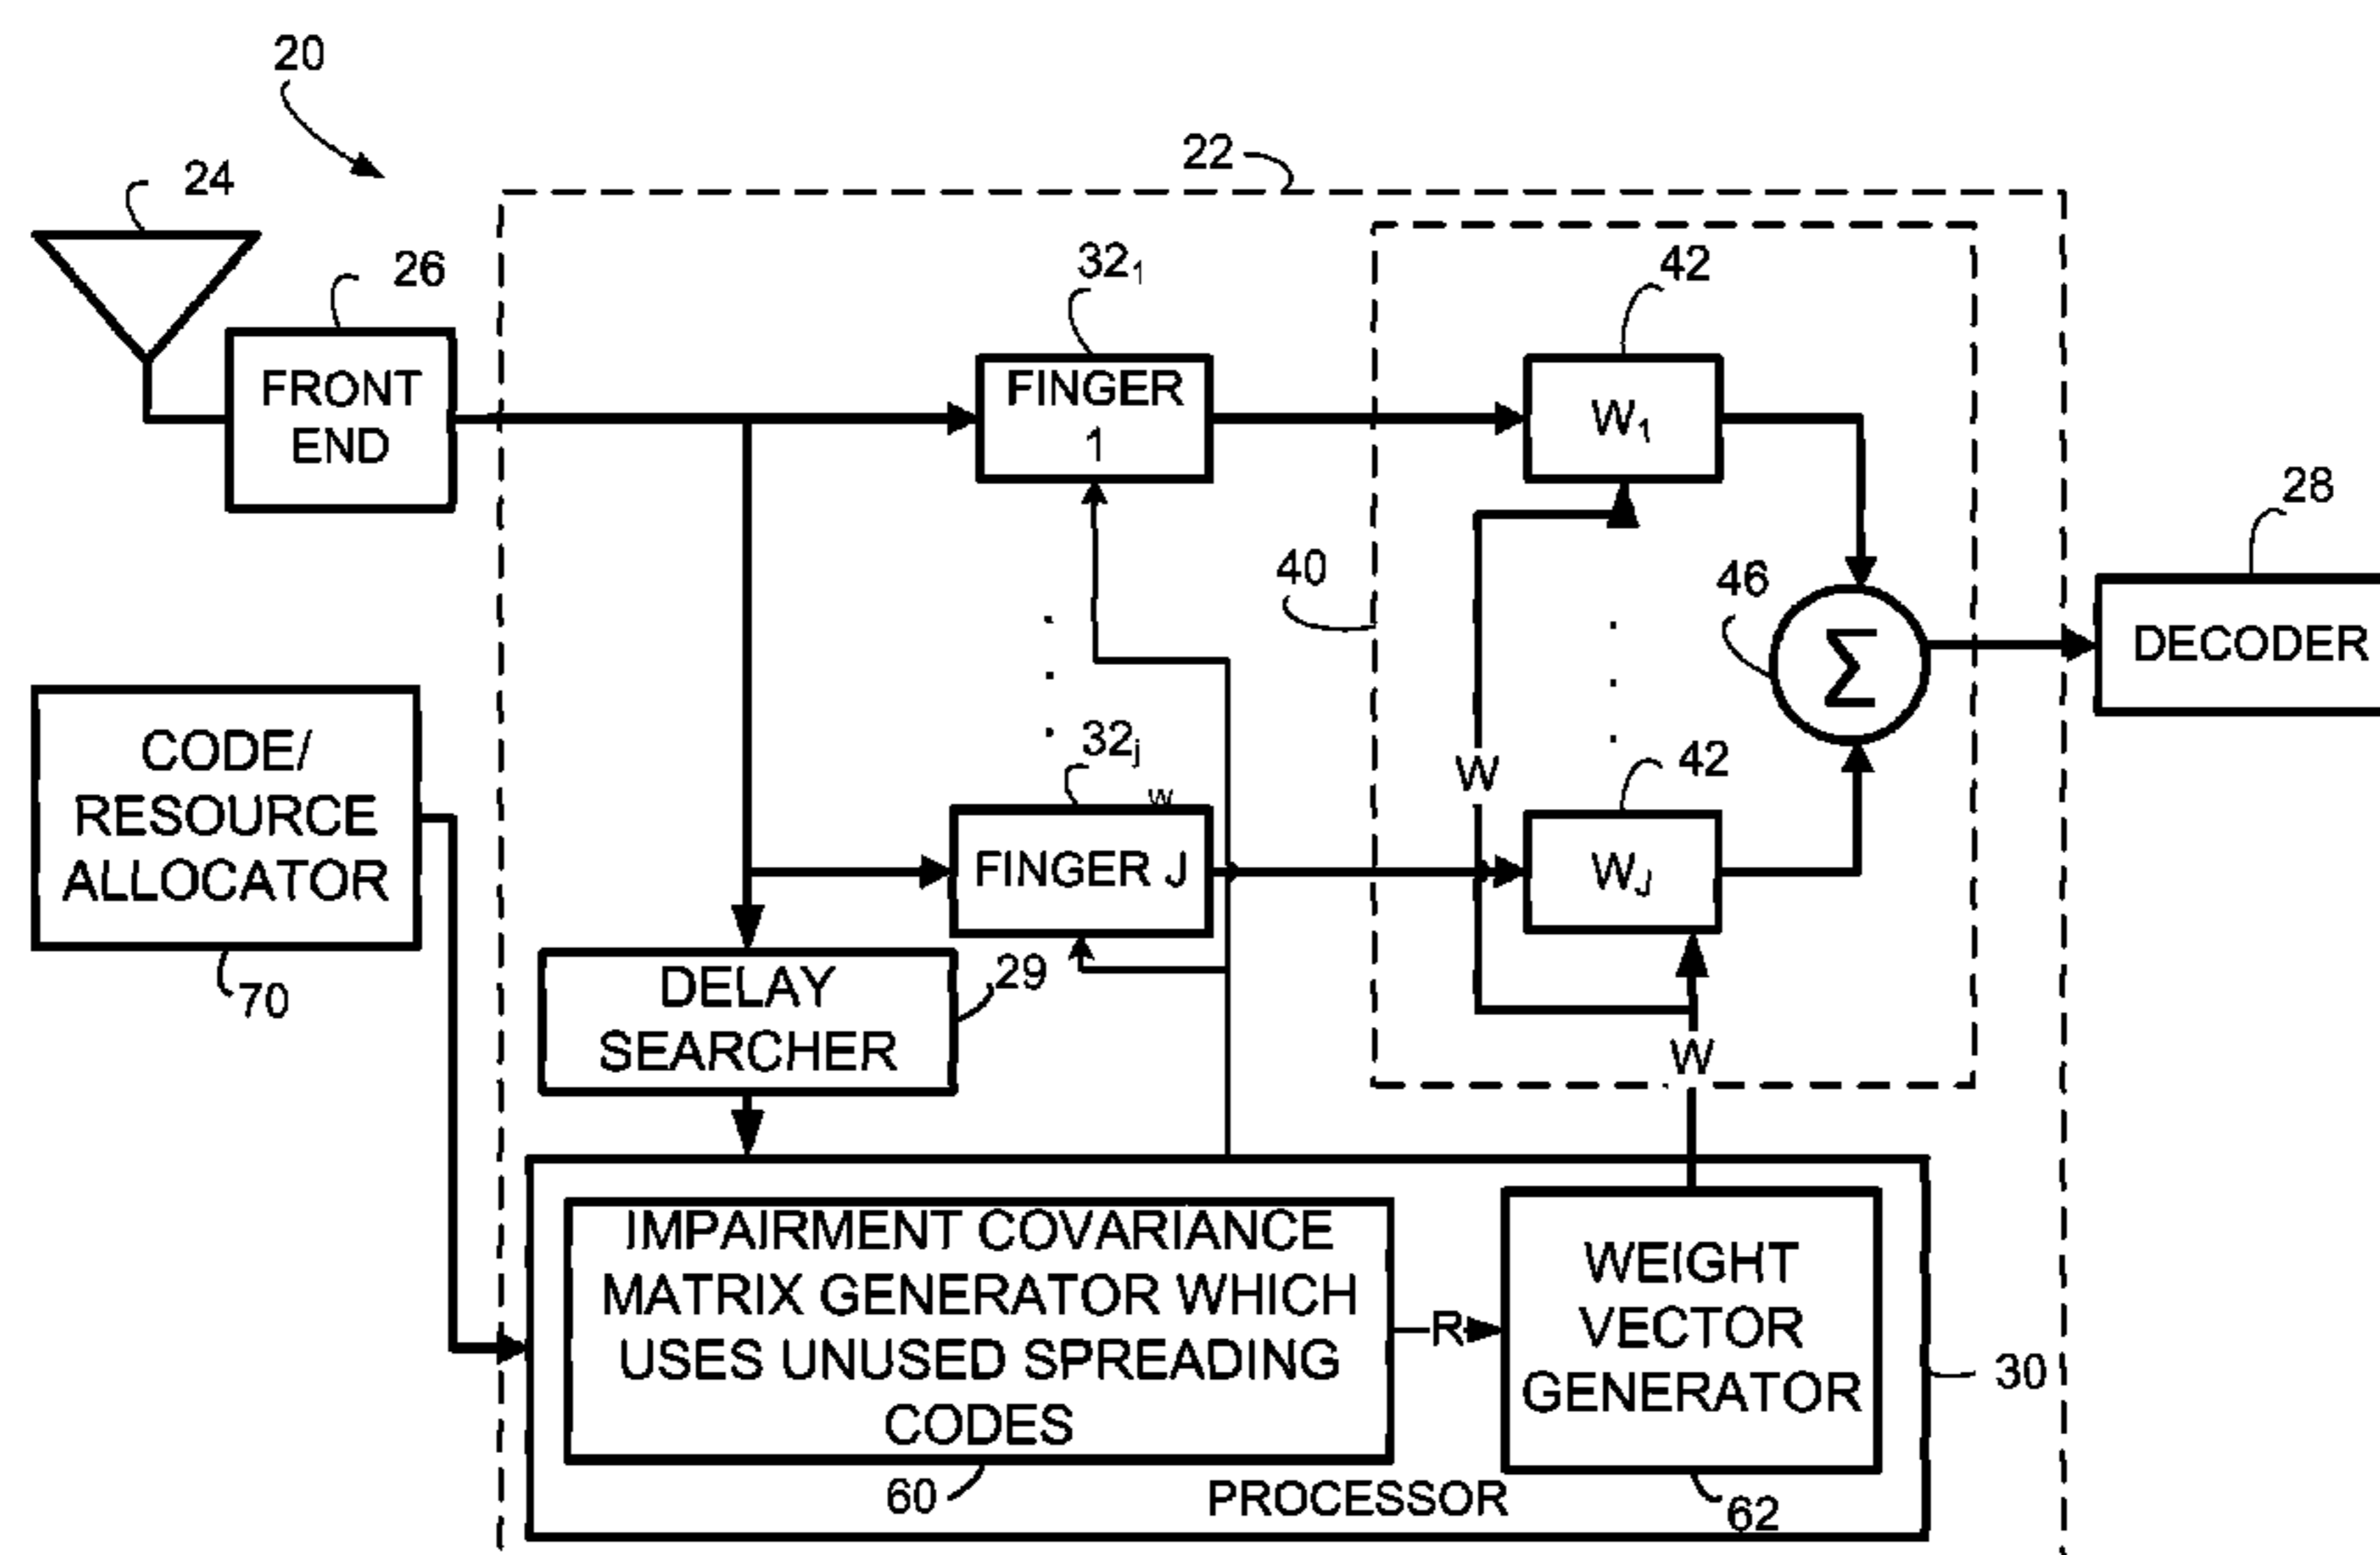 20
22
24
26
32₁
42
FRONT
END
FINGER
1
W₁
28
40
46
Σ
DECODER
CODE/
RESOURCE
ALLOCATOR
70
32ⱼ
W
42
W
FINGER J
W_J
DELAY
SEARCHER
29
W
IMPAIRMENT COVARIANCE
MATRIX GENERATOR WHICH
USES UNUSED SPREADING
CODES
R
WEIGHT
VECTOR
GENERATOR
30
60
PROCESSOR
62